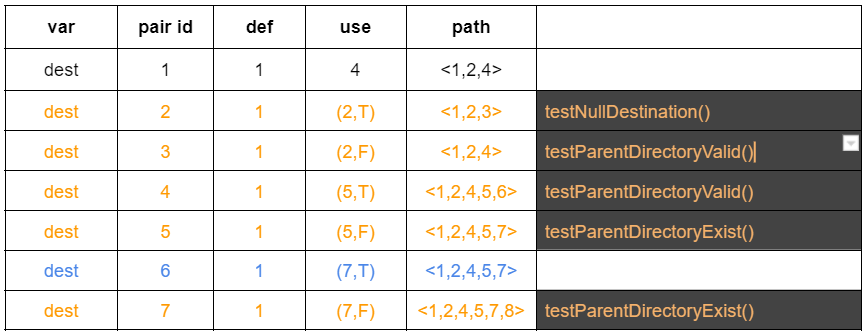 var pair id def use path
dest 1 1 4 <1,2,4>
dest 2 1 (2,T) <1,2,3> testNullDestination()
dest 3 1 (2,F) <1,2,4> testParentDirectoryValid()
dest 4 1 (5,T) <1,2,4,5,6> testParentDirectoryValid()
dest 5 1 (5,F) <1,2,4,5,7> testParentDirectoryExist()
dest 6 1 (7,T) <1,2,4,5,7>
dest 7 1 (7,F) <1,2,4,5,7,8> testParentDirectoryExist()